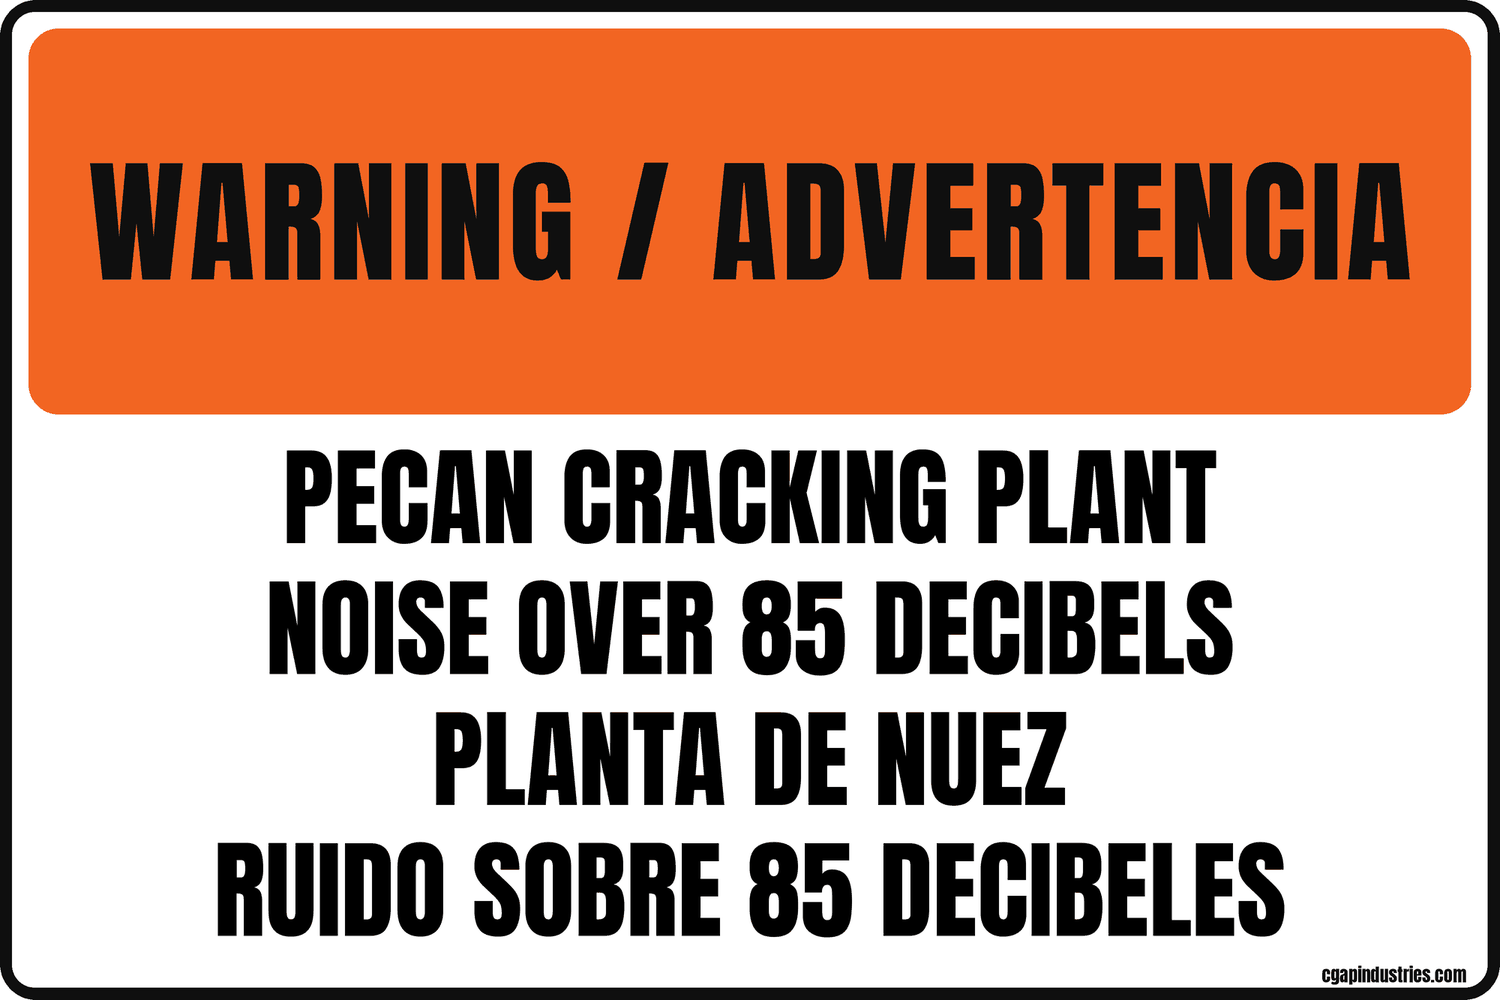 WARNING / ADVERTENCIA
PECAN CRACKING PLANT
NOISE OVER 85 DECIBELS
PLANTA DE NUEZ
RUIDO SOBRE 85 DECIBELES
cgapindustries.com